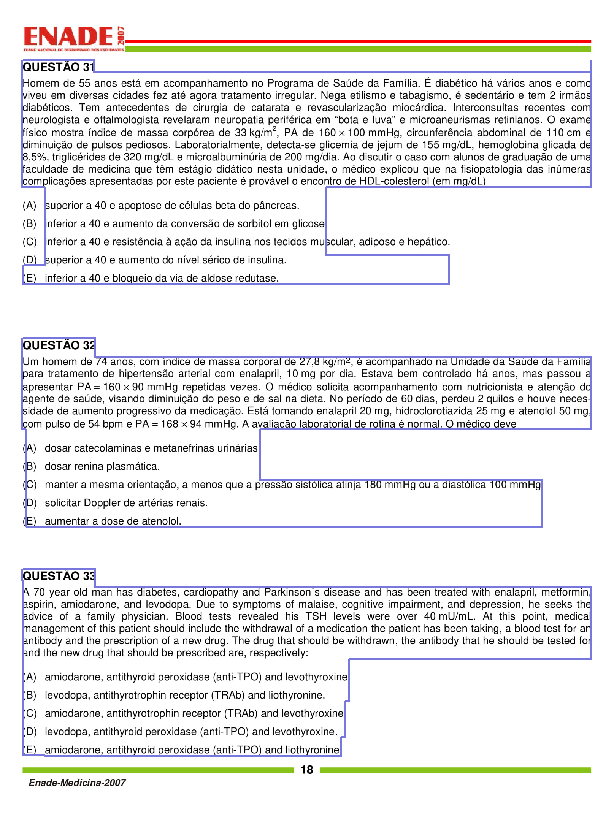 ENADE 2007
EXAME NACIONAL DE DESEMPENHO DOS ESTUDANTES
QUESTÃO 31
Homem de 55 anos está em acompanhamento no Programa de Saúde da Família. É diabético há vários anos e como
viveu em diversas cidades fez até agora tratamento irregular. Nega etilismo e tabagismo, é sedentário e tem 2 irmãos
diabéticos. Tem antecedentes de cirurgia de catarata e revascularização miocárdica. Interconsultas recentes com
neurologista e oftalmologista revelaram neuropatia periférica em "bota e luva" e microaneurismas retinianos. O exame
físico mostra índice de massa corpórea de 33 kg/m², PA de 160 × 100 mmHg, circunferência abdominal de 110 cm e
diminuição de pulsos pediosos. Laboratorialmente, detecta-se glicemia de jejum de 155 mg/dL, hemoglobina glicada de
8,5%, triglicérides de 320 mg/dL e microalbuminúria de 200 mg/dia. Ao discutir o caso com alunos de graduação de uma
faculdade de medicina que têm estágio didático nesta unidade, o médico explicou que na fisiopatologia das inúmeras
complicações apresentadas por este paciente é provável o encontro de HDL-colesterol (em mg/dL)
(A) superior a 40 e apoptose de células beta do pâncreas.
(B) inferior a 40 e aumento da conversão de sorbitol em glicose.
(C) inferior a 40 e resistência à ação da insulina nos tecidos muscular, adiposo e hepático.
(D) superior a 40 e aumento do nível sérico de insulina.
(E) inferior a 40 e bloqueio da via de aldose redutase.
QUESTÃO 32
Um homem de 74 anos, com índice de massa corporal de 27,8 kg/m², é acompanhado na Unidade da Saúde da Família
para tratamento de hipertensão arterial com enalapril, 10 mg por dia. Estava bem controlado há anos, mas passou a
apresentar PA = 160 × 90 mmHg repetidas vezes. O médico solicita acompanhamento com nutricionista e atenção do
agente de saúde, visando diminuição do peso e de sal na dieta. No período de 60 dias, perdeu 2 quilos e houve neces-
sidade de aumento progressivo da medicação. Está tomando enalapril 20 mg, hidroclorotiazida 25 mg e atenolol 50 mg,
com pulso de 54 bpm e PA = 168 × 94 mmHg. A avaliação laboratorial de rotina é normal. O médico deve
(A) dosar catecolaminas e metanefrinas urinárias.
(B) dosar renina plasmática.
(C) manter a mesma orientação, a menos que a pressão sistólica atinja 180 mmHg ou a diastólica 100 mmHg.
(D) solicitar Doppler de artérias renais.
(E) aumentar a dose de atenolol.
QUESTÃO 33
A 70 year old man has diabetes, cardiopathy and Parkinson's disease and has been treated with enalapril, metformin,
aspirin, amiodarone, and levodopa. Due to symptoms of malaise, cognitive impairment, and depression, he seeks the
advice of a family physician. Blood tests revealed his TSH levels were over 40 mU/mL. At this point, medical
management of this patient should include the withdrawal of a medication the patient has been taking, a blood test for an
antibody and the prescription of a new drug. The drug that should be withdrawn, the antibody that he should be tested for
and the new drug that should be prescribed are, respectively:
(A) amiodarone, antithyroid peroxidase (anti-TPO) and levothyroxine.
(B) levodopa, antithyrotrophin receptor (TRAb) and liothyronine.
(C) amiodarone, antithyrotrophin receptor (TRAb) and levothyroxine.
(D) levodopa, antithyroid peroxidase (anti-TPO) and levothyroxine.
(E) amiodarone, antithyroid peroxidase (anti-TPO) and liothyronine.
18
Enade-Medicina-2007